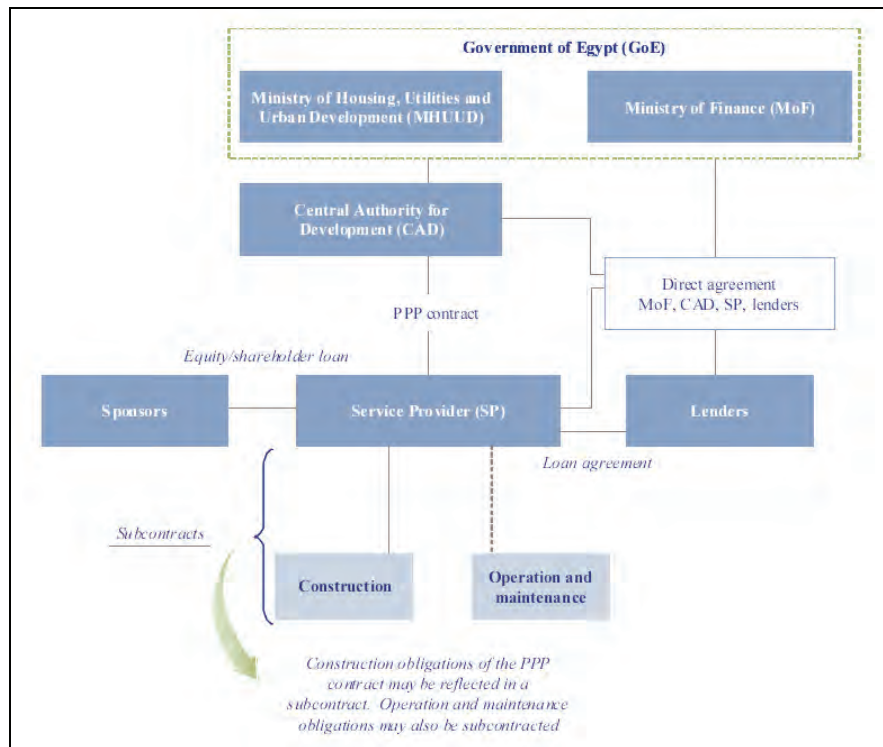 Government of Egypt (GoE)
Ministry of Housing, Utilities and
Urban Development (MHUUD)
Ministry of Finance (MoF)
Central Authority for
Development (CAD)
Direct agreement
MoF, CAD, SP, lenders
PPP contract
Equity/shareholder loan
Sponsors
Service Provider (SP)
Lenders
Loan agreement
Subcontracts
Construction
Operation and
maintenance
Construction obligations of the PPP
contract may be reflected in a
subcontract. Operation and maintenance
obligations may also be subcontracted